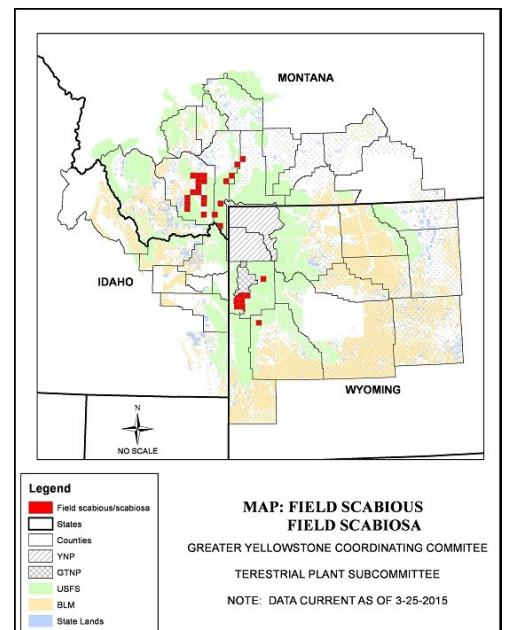 MONTANA
IDAHO
WYOMING
N
NO SCALE
Legend
Field scabious/scabiosa
States
Counties
YNP
GTNP
USFS
BLM
State Lands
MAP: FIELD SCABIOUS
FIELD SCABIOSA
GREATER YELLOWSTONE COORDINATING COMMITEE
TERESTRIAL PLANT SUBCOMMITTEE
NOTE: DATA CURRENT AS OF 3-25-2015